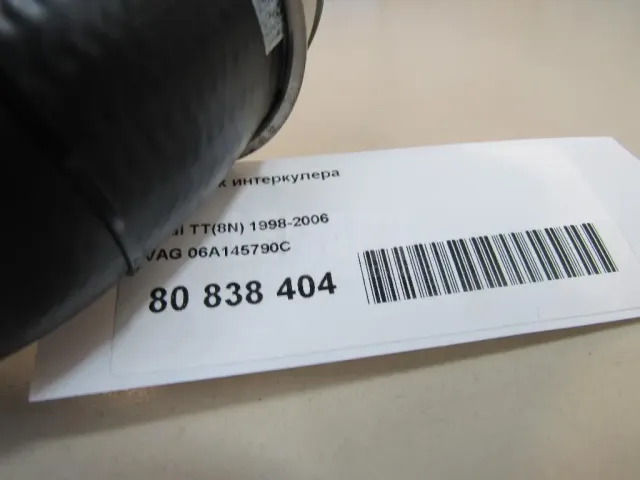 интеркулера
TT(8N) 1998-2006
VAG 06A145790C
80 838 404